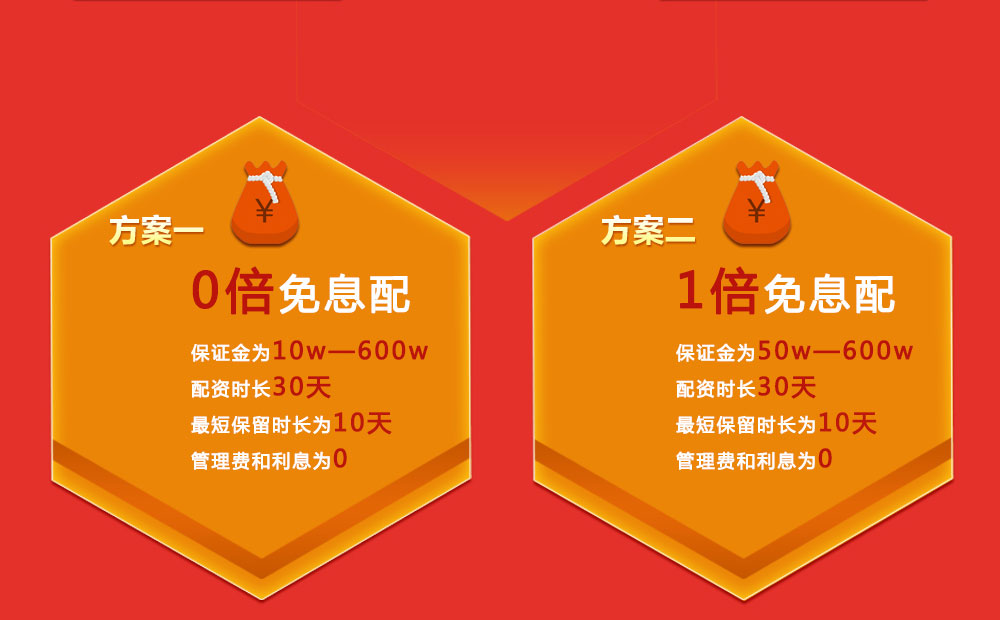 方案一
¥
0倍免息配
保证金为10w—600w
配资时长30天
最短保留时长为10天
管理费和利息为0
方案二
¥
1倍免息配
保证金为50w—600w
配资时长30天
最短保留时长为10天
管理费和利息为0